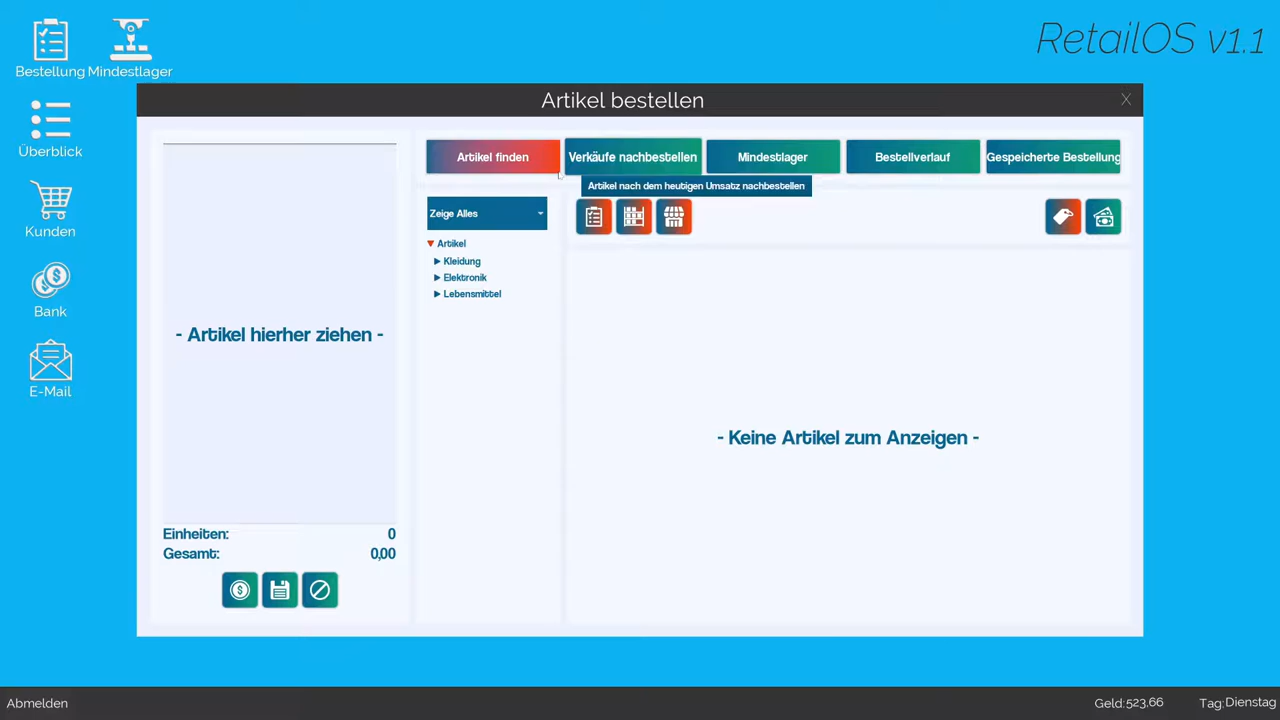 RetailOS v1.1
Bestellung
Mindestlager
Überblick
Kunden
Bank
E-Mail
Artikel bestellen
X
Artikel finden
Verkäufe nachbestellen
Mindestlager
Bestellverlauf
Gespeicherte Bestellung
Artikel nach dem heutigen Umsatz nachbestellen
Zeige Alles
Artikel
Kleidung
Elektronik
Lebensmittel
- Artikel hierher ziehen -
- Keine Artikel zum Anzeigen -
Einheiten: 0
Gesamt: 0,00
Abmelden
Geld:523,66
Tag:Dienstag